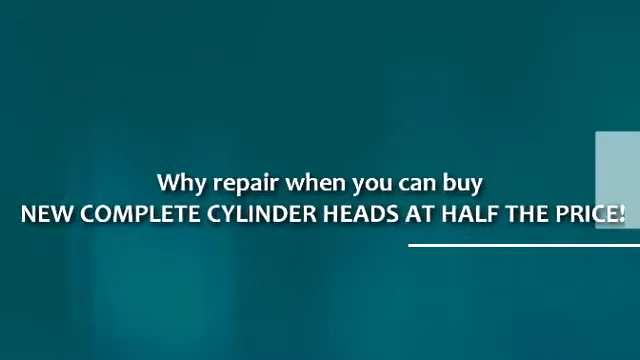 Why repair when you can buy
NEW COMPLETE CYLINDER HEADS AT HALF THE PRICE!